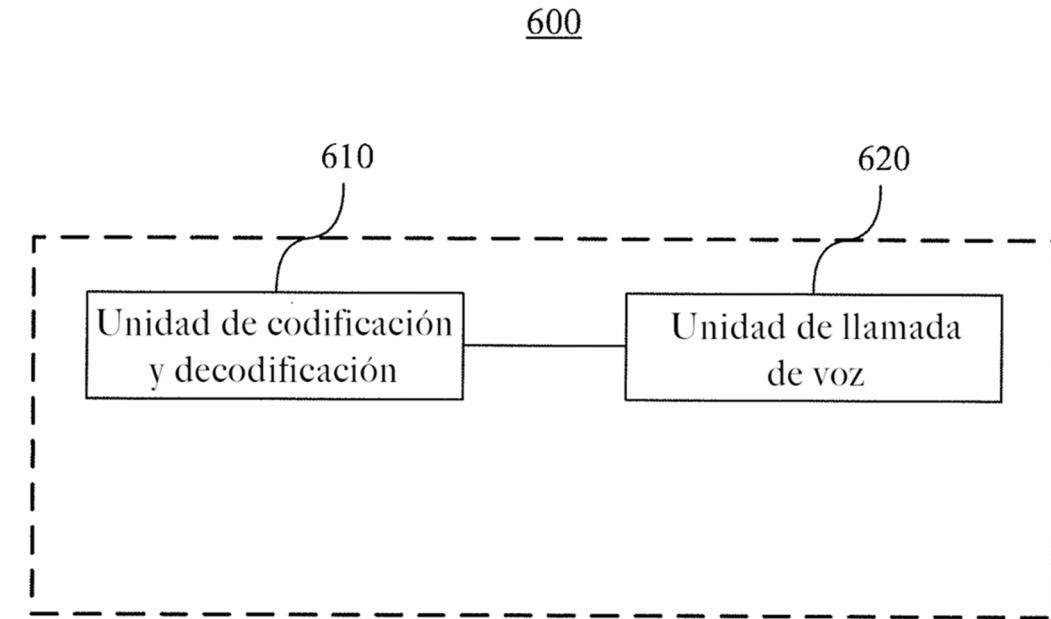 600
610
620
Unidad de codificación
y decodificación
Unidad de llamada
de voz